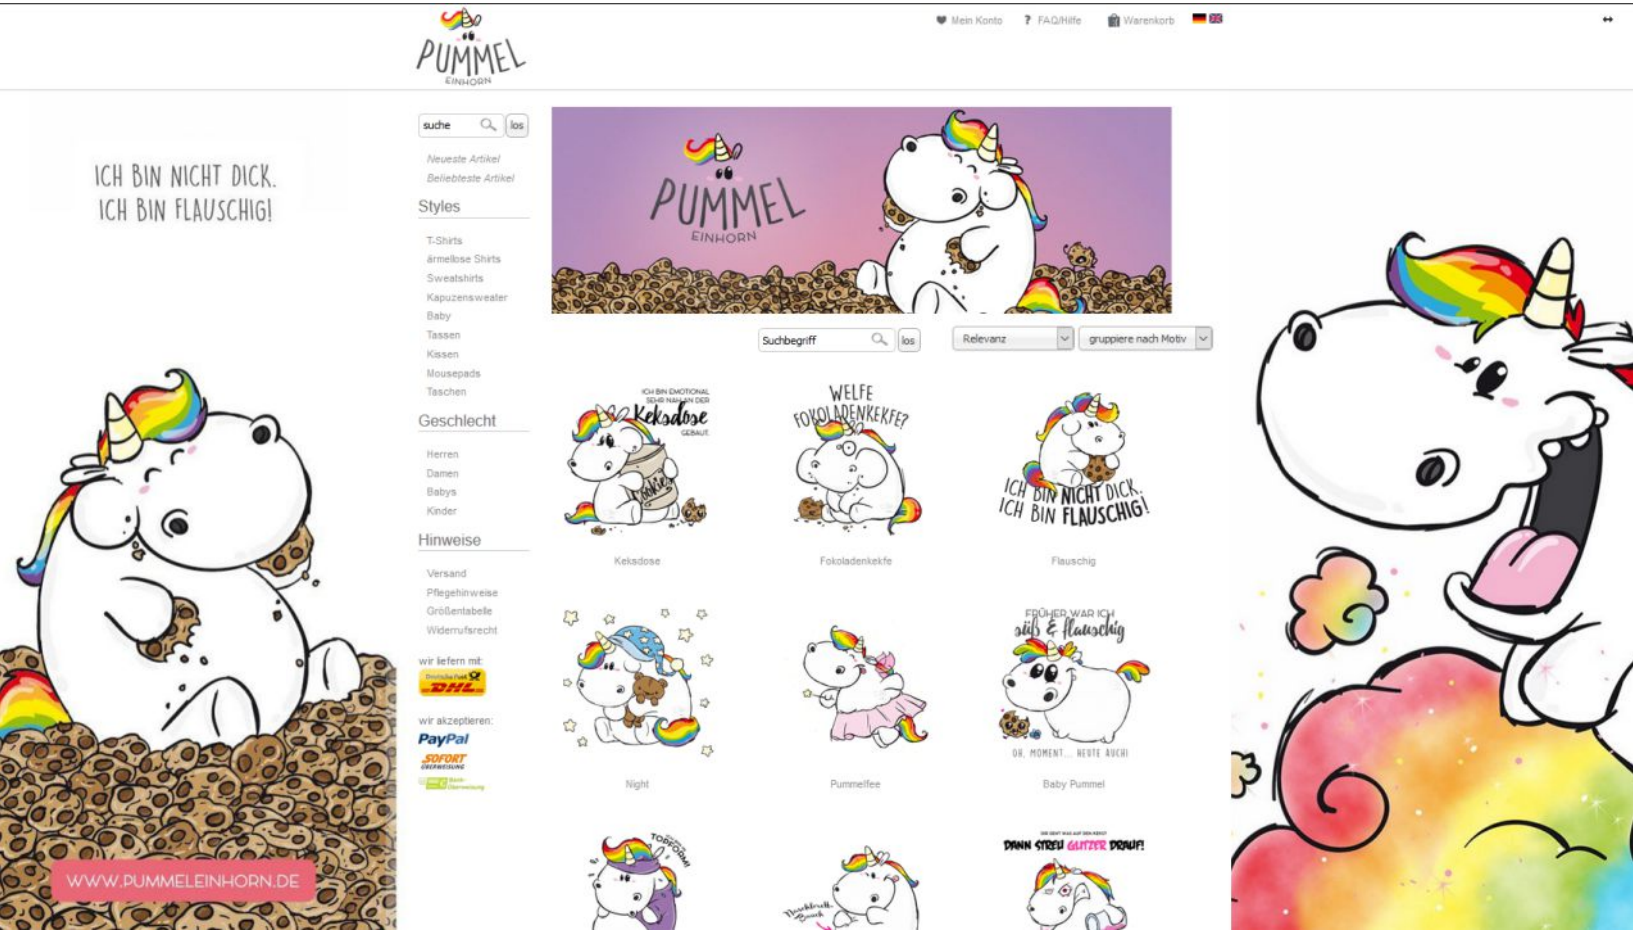 PUMMEL
EINHORN
Mein Konto
FAQ/Hilfe
Warenkorb
ICH BIN NICHT DICK.
ICH BIN FLAUSCHIG!
suche
los
Neueste Artikel
Beliebteste Artikel
Styles
T-Shirts
ärmellose Shirts
Sweatshirts
Kapuzensweater
Baby
Tassen
Kissen
Mousepads
Taschen
Geschlecht
Herren
Damen
Babys
Kinder
Hinweise
Versand
Pflegehinweise
Größentabelle
Widerrufsrecht
wir liefern mit:
Deutsche Post
DHL
wir akzeptieren:
PayPal
SOFORT
ÜBERWEISUNG
PUMMEL
EINHORN
Suchbegriff
los
Relevanz
gruppiere nach Motiv
ICH BIN EMOTIONAL
SEHR NAH AN DER
Keksdose
GEBAUT.
Cookies
Keksdose
WELFE
FOKOLADENKEKFE?
Fokoladenkekfe
ICH BIN NICHT DICK.
ICH BIN FLAUSCHIG!
Flauschig
Night
Pummelfee
FRÜHER WAR ICH
süß & flauschig
OH, MOMENT... HEUTE AUCH!
Baby Pummel
TODFORM!
DANN STREU GLITZER DRAUF!
WWW.PUMMELEINHORN.DE